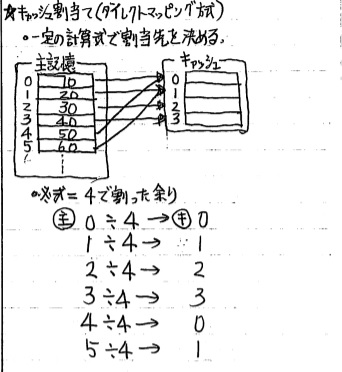 ☆キャッシュ割当て(ダイレクトマッピング方式)
○一定の計算式で割当先を決める。
主記憶 キャッシュ
0 10 0
1 20 1
2 30 2
3 40 3
4 50
5 60
○※式=4で割った余り
主 0÷4→キ 0
1÷4→ 1
2÷4→ 2
3÷4→ 3
4÷4→ 0
5÷4→ 1